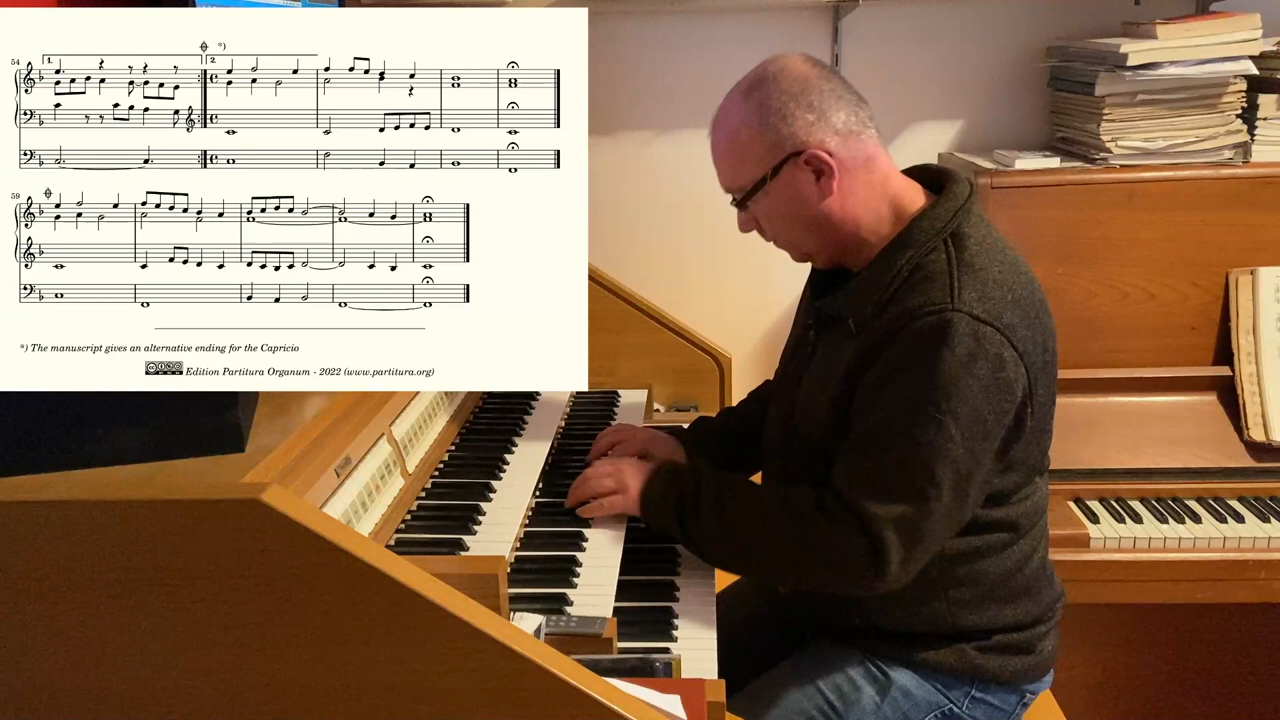 *)
54
1.
2
59
*) The manuscript gives an alternative ending for the Capricio
Edition Partitura Organum - 2022 (www.partitura.org)